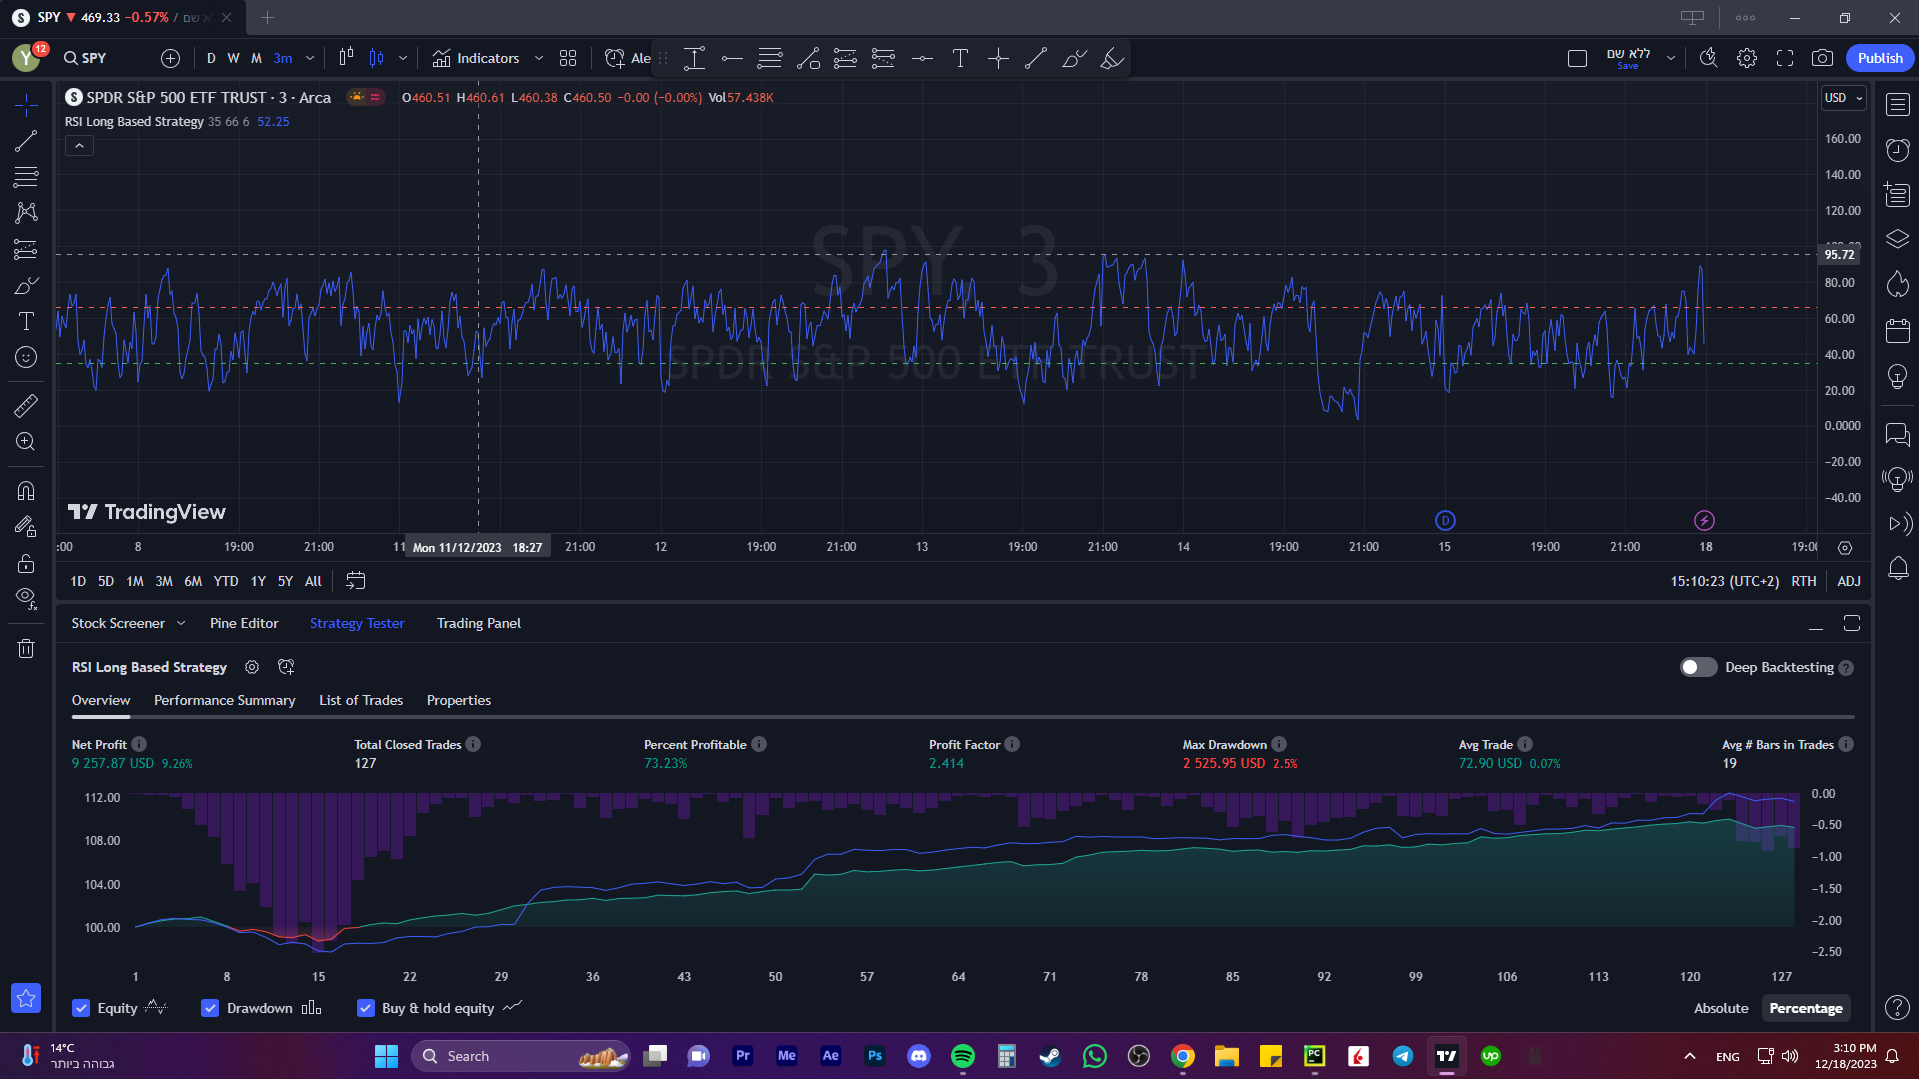 SPY ▼ 469.33 −0.57% / ללא שם
Y 12
SPY
D W M 3m
Indicators
Ale
ללא שם
Save
Publish
SPDR S&P 500 ETF TRUST · 3 · Arca
O460.51 H460.61 L460.38 C460.50 −0.00 (−0.00%) Vol57.438K
USD
RSI Long Based Strategy 35 66 6 52.25
SPY, 3
SPDR S&P 500 ETF TRUST
160.00
140.00
120.00
95.72
80.00
60.00
40.00
20.00
0.0000
−20.00
−40.00
TradingView
D
:00 8 19:00 21:00 11 Mon 11/12/2023 18:27 21:00 12 19:00 21:00 13 19:00 21:00 14 19:00 21:00 15 19:00 21:00 18 19:00
1D 5D 1M 3M 6M YTD 1Y 5Y All
15:10:23 (UTC+2) RTH ADJ
Stock Screener Pine Editor Strategy Tester Trading Panel
RSI Long Based Strategy
Deep Backtesting
Overview Performance Summary List of Trades Properties
Net Profit Total Closed Trades Percent Profitable Profit Factor Max Drawdown Avg Trade Avg # Bars in Trades
9 257.87 USD 9.26% 127 73.23% 2.414 2 525.95 USD 2.5% 72.90 USD 0.07% 19
112.00
108.00
104.00
100.00
0.00
−0.50
−1.00
−1.50
−2.00
−2.50
1 8 15 22 29 36 43 50 57 64 71 78 85 92 99 106 113 120 127
Equity Drawdown Buy & hold equity
Absolute Percentage
14°C
גבוהה ביותר
Search
Pr Me Ae Ps
PC
up
ENG
3:10 PM
12/18/2023